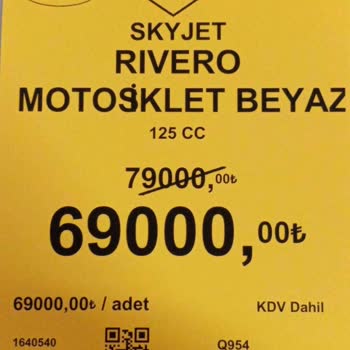 SKYJET
RIVERO
MOTOSİKLET BEYAZ
125 CC
79000,00₺
69000,00₺
69000,00₺ / adet
KDV Dahil
1640540
Q954